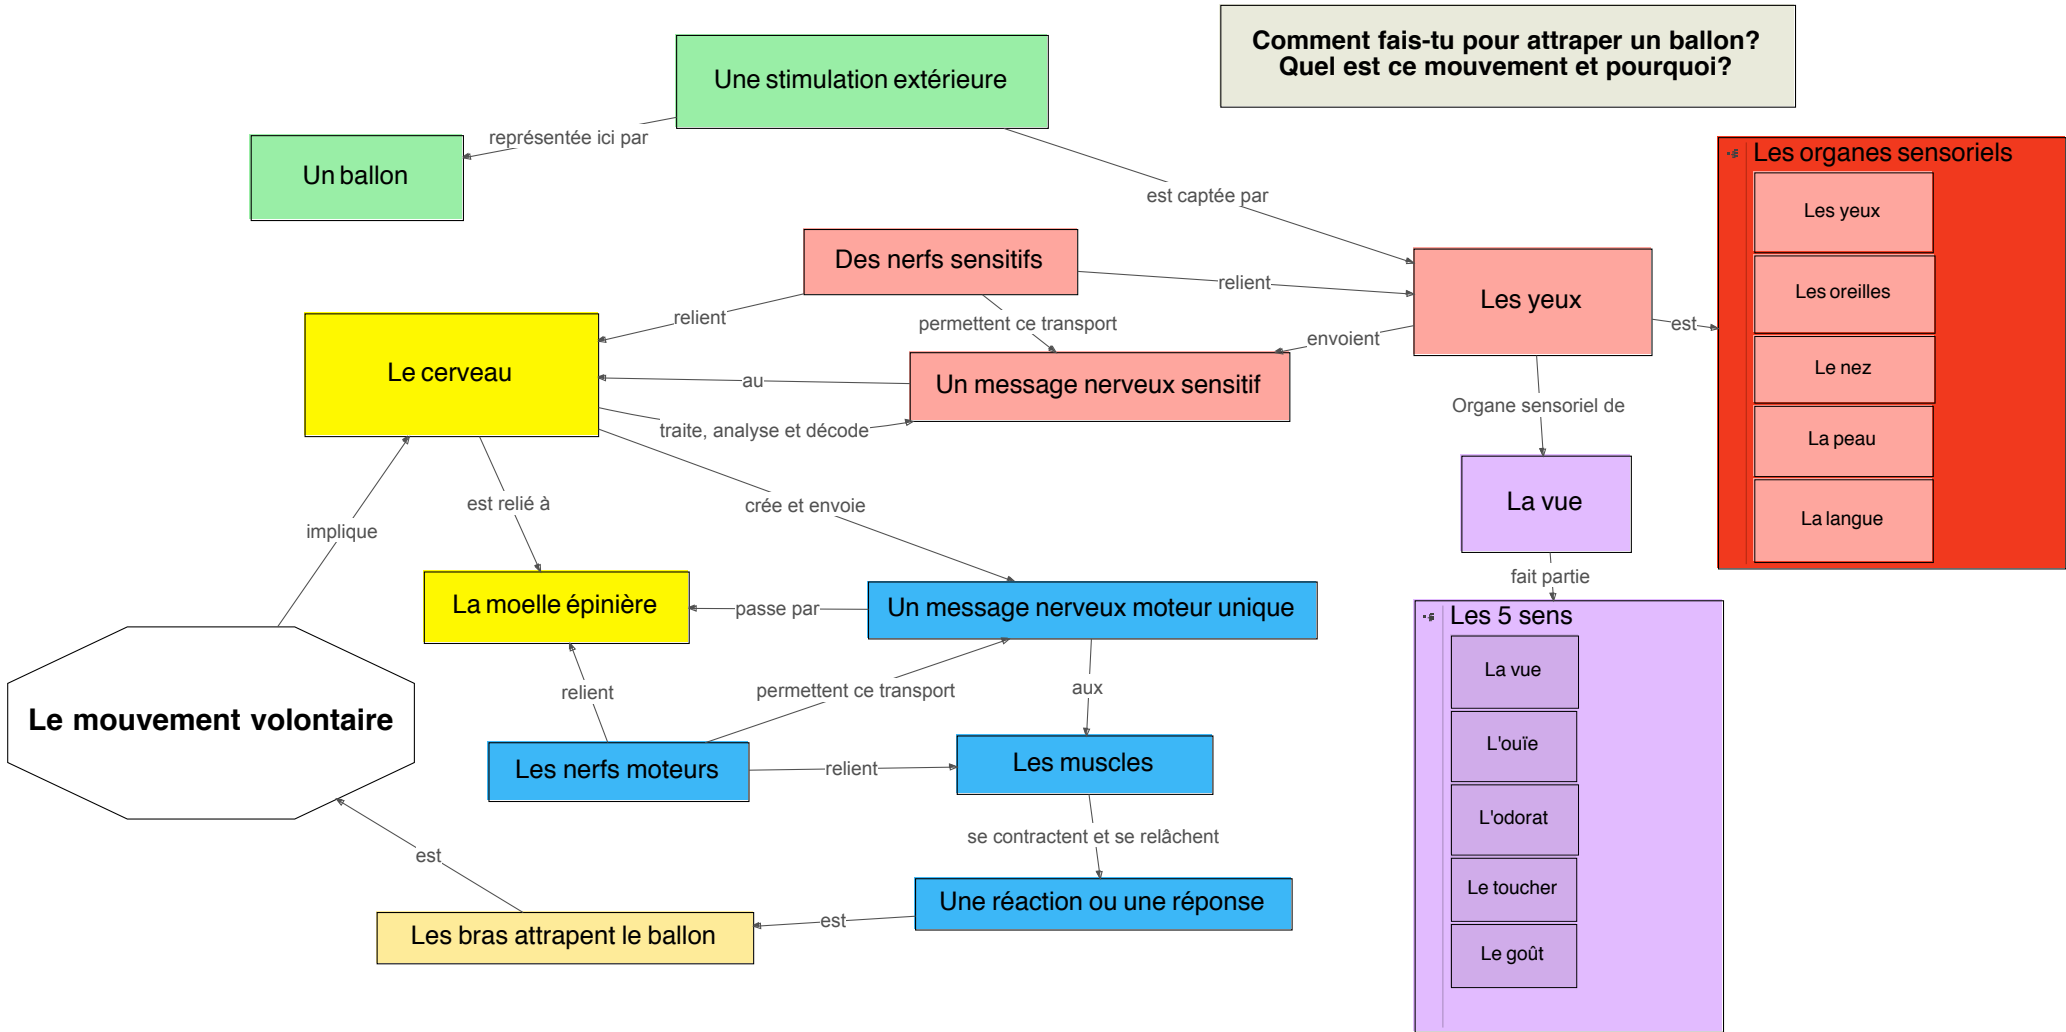 Comment fais-tu pour attraper un ballon?
Quel est ce mouvement et pourquoi?
Une stimulation extérieure
représentée ici par
Un ballon
est captée par
Les organes sensoriels
Les yeux
Les oreilles
Le nez
La peau
La langue
Des nerfs sensitifs
relient
relient
permettent ce transport
Les yeux
est
envoient
Le cerveau
au
Un message nerveux sensitif
traite, analyse et décode
Organe sensoriel de
La vue
fait partie
Les 5 sens
La vue
L'ouïe
L'odorat
Le toucher
Le goût
implique
est relié à
crée et envoie
La moelle épinière
passe par
Un message nerveux moteur unique
relient
permettent ce transport
aux
Le mouvement volontaire
Les nerfs moteurs
relient
Les muscles
se contractent et se relâchent
est
Les bras attrapent le ballon
est
Une réaction ou une réponse